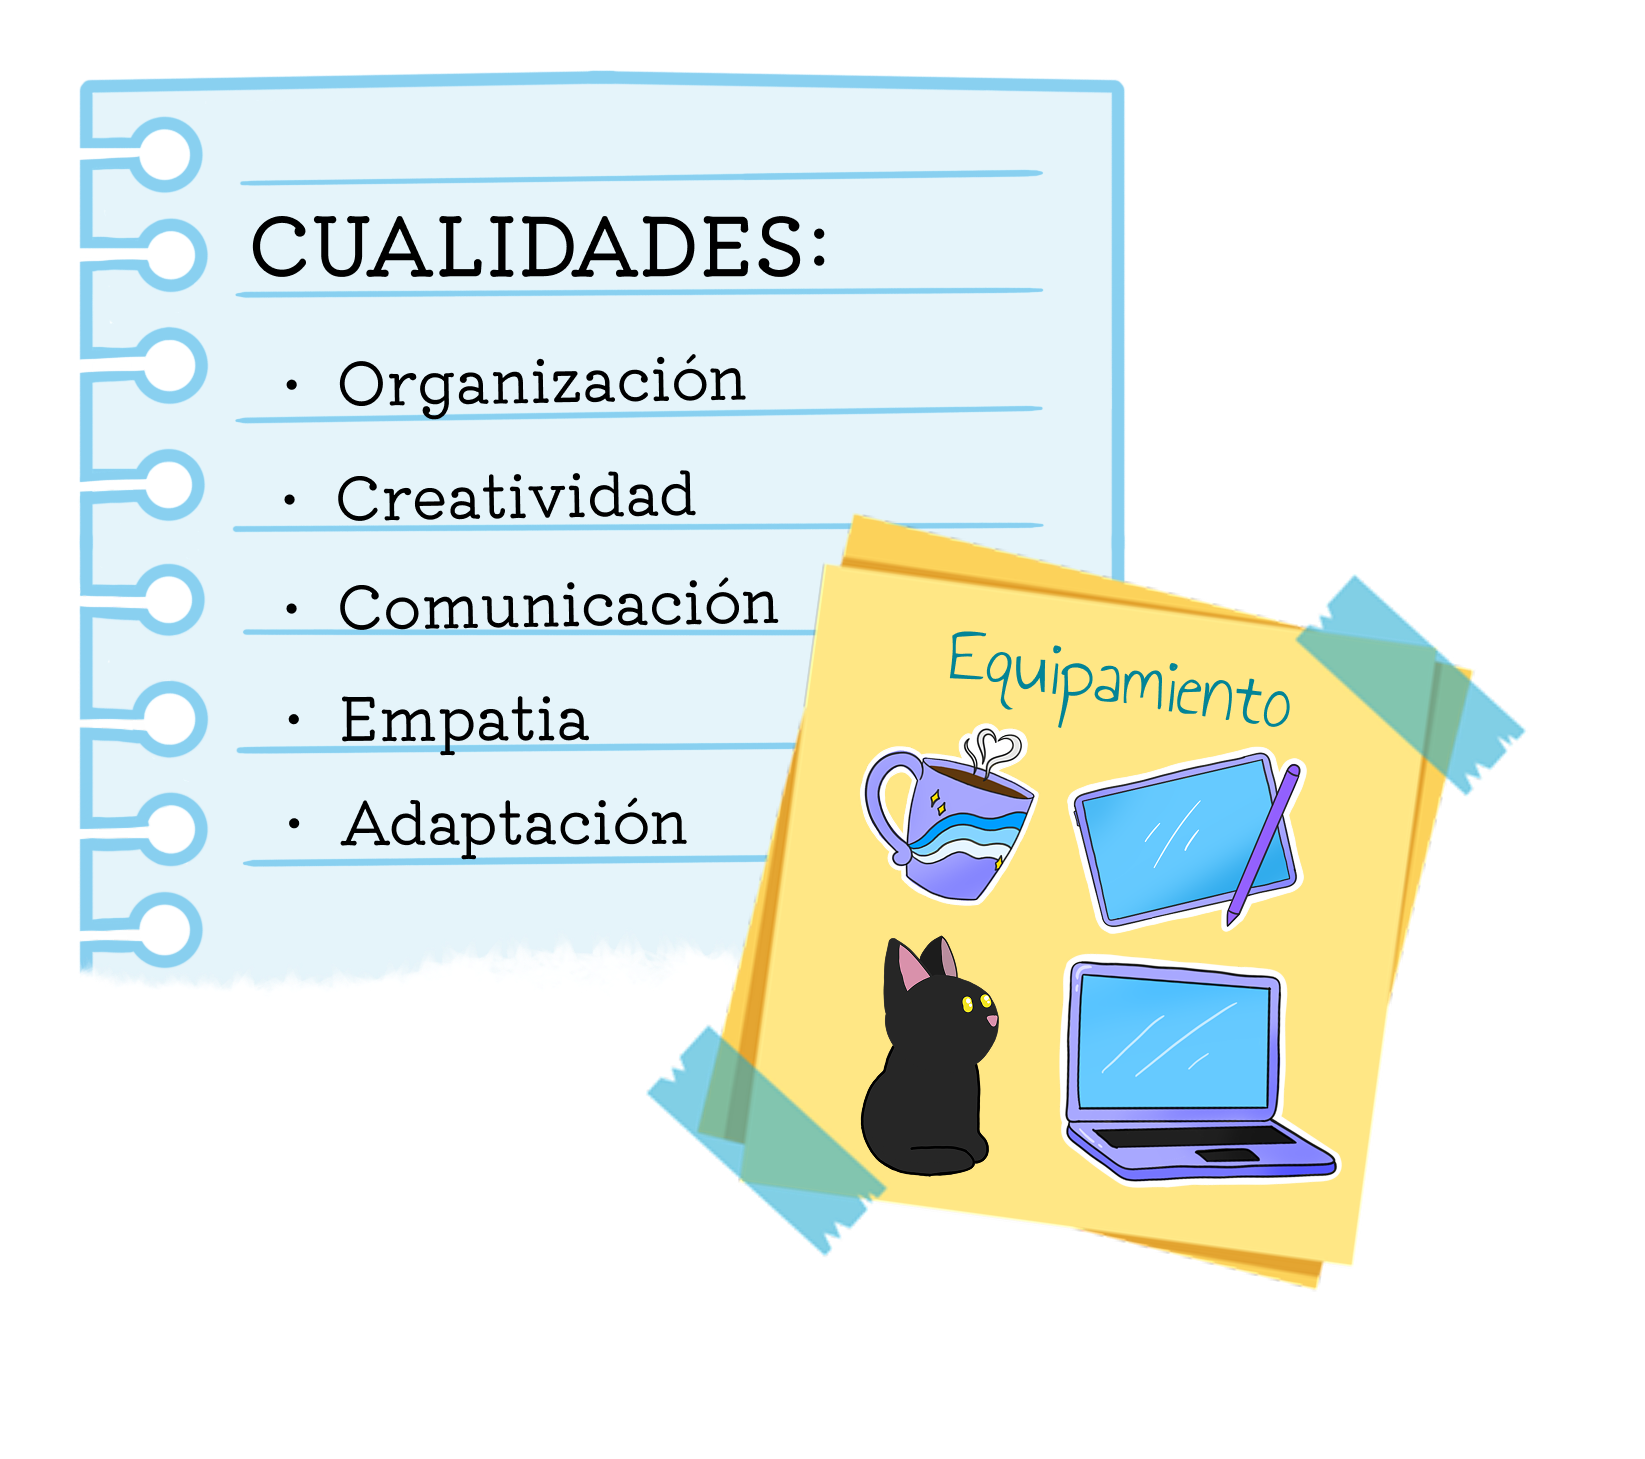 CUALIDADES:
• Organización
• Creatividad
• Comunicación
• Empatia
• Adaptación
Equipamiento